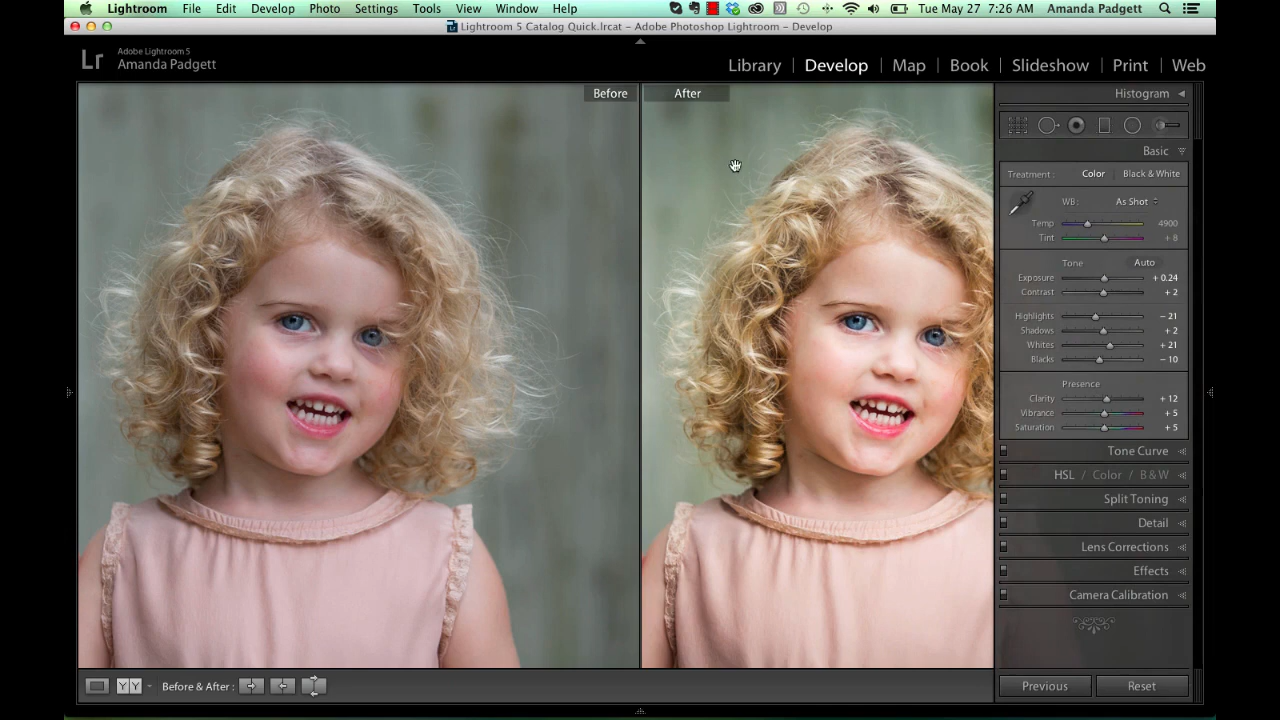 Lightroom File Edit Develop Photo Settings Tools View Window Help Tue May 27 7:26 AM Amanda Padgett
Lightroom 5 Catalog Quick.lrcat - Adobe Photoshop Lightroom - Develop
Lr Adobe Lightroom 5
Amanda Padgett
Library | Develop | Map | Book | Slideshow | Print | Web
Before After
Histogram
Basic
Treatment : Color Black & White
WB: As Shot
Temp 4900
Tint + 8
Tone Auto
Exposure + 0.24
Contrast + 2
Highlights − 21
Shadows + 2
Whites + 21
Blacks − 10
Presence
Clarity + 12
Vibrance + 5
Saturation + 5
Tone Curve
HSL / Color / B & W
Split Toning
Detail
Lens Corrections
Effects
Camera Calibration
YY Before & After :
Previous Reset